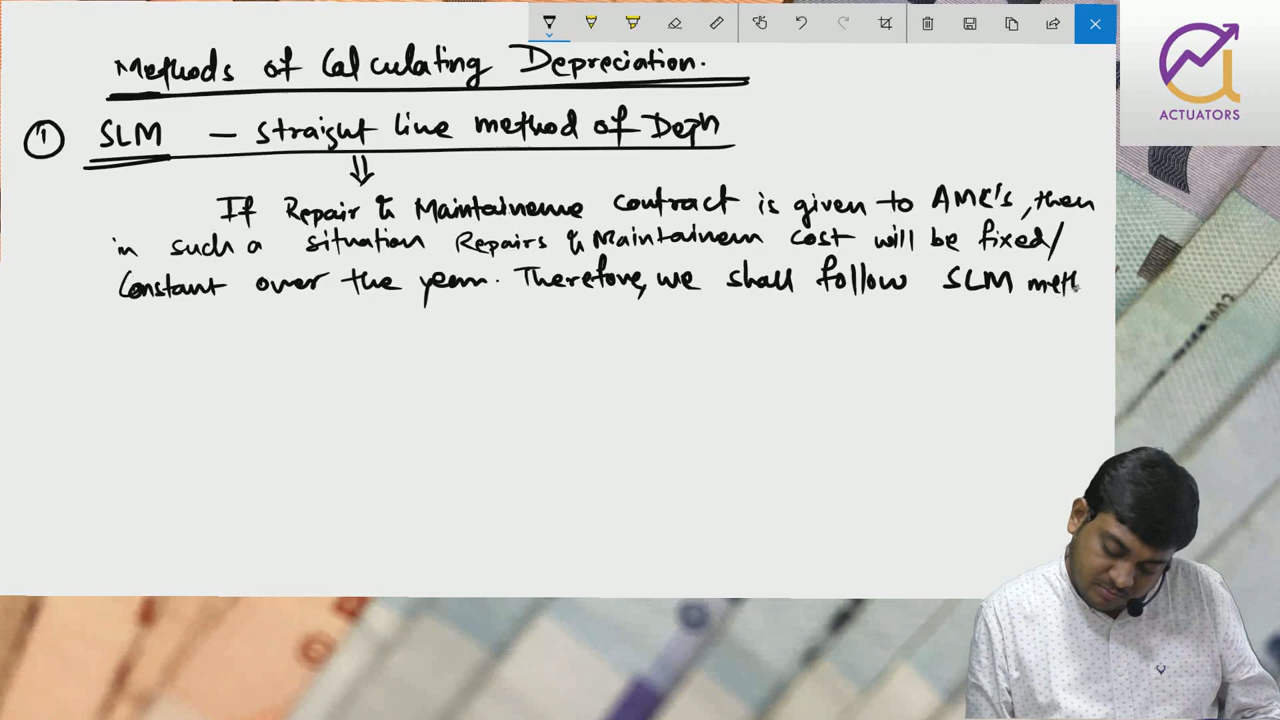 Methods of Calculating Depreciation.
① SLM – Straight line method of Depn
⇓
If Repair & Maintainence contract is given to AMC's, then
in such a situation Repairs & Maintainem cost will be fixed/
Constant over the year. Therefore, we shall follow SLM meth
ACTUATORS